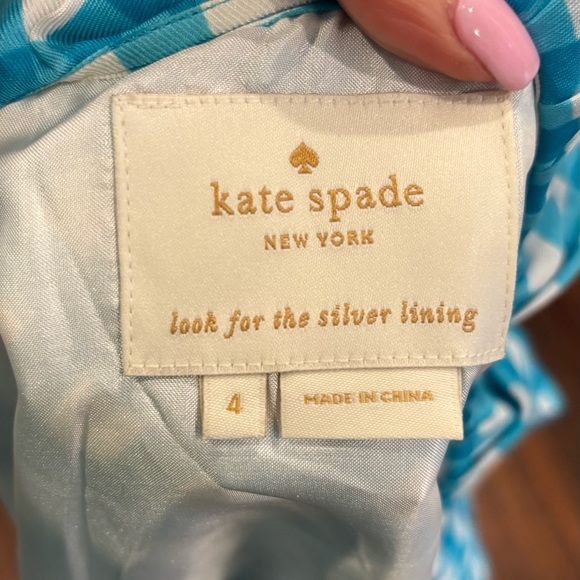 kate spade
NEW YORK
look for the silver lining
4
MADE IN CHINA